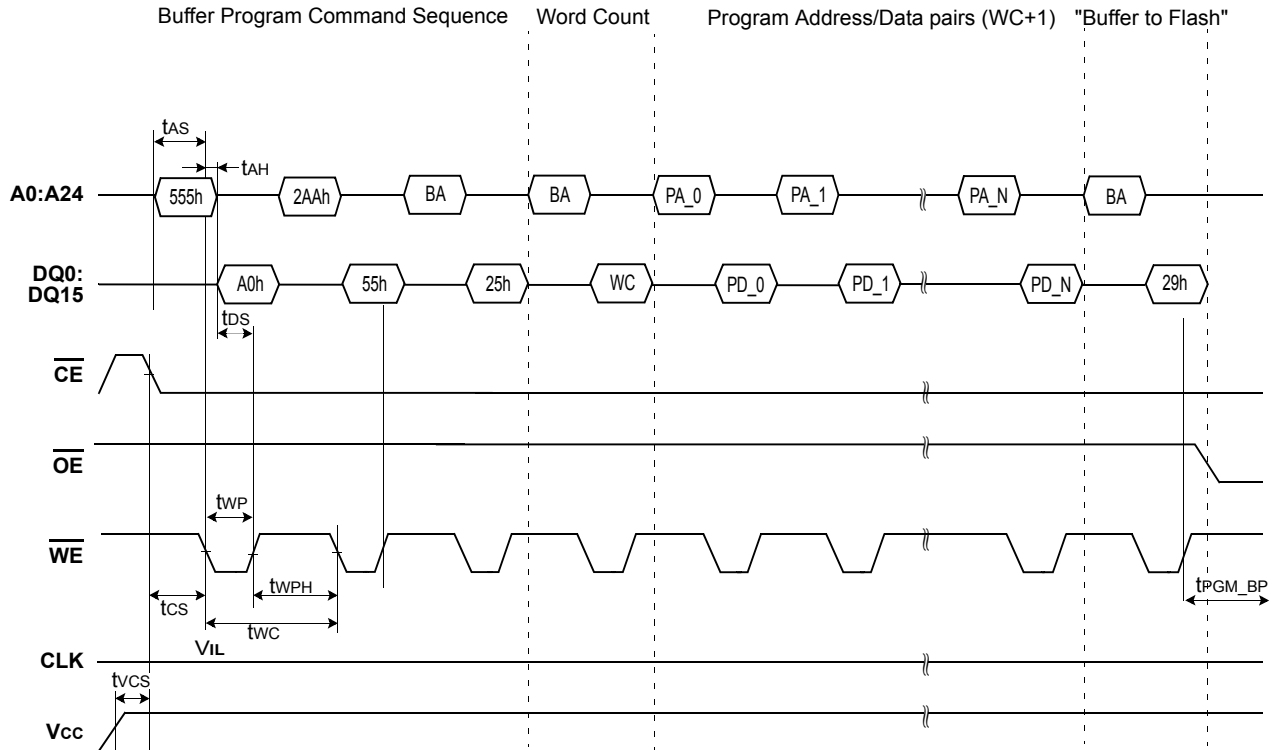 Buffer Program Command Sequence Word Count Program Address/Data pairs (WC+1) "Buffer to Flash"
tAS
tAH
A0:A24 555h 2AAh BA BA PA_0 PA_1 PA_N BA
DQ0:
DQ15
A0h 55h 25h WC PD_0 PD_1 PD_N 29h
tDS
CE
OE
tWP
WE
tWPH
tPGM_BP
tCS
tWC
VIL
CLK
tVCS
Vcc